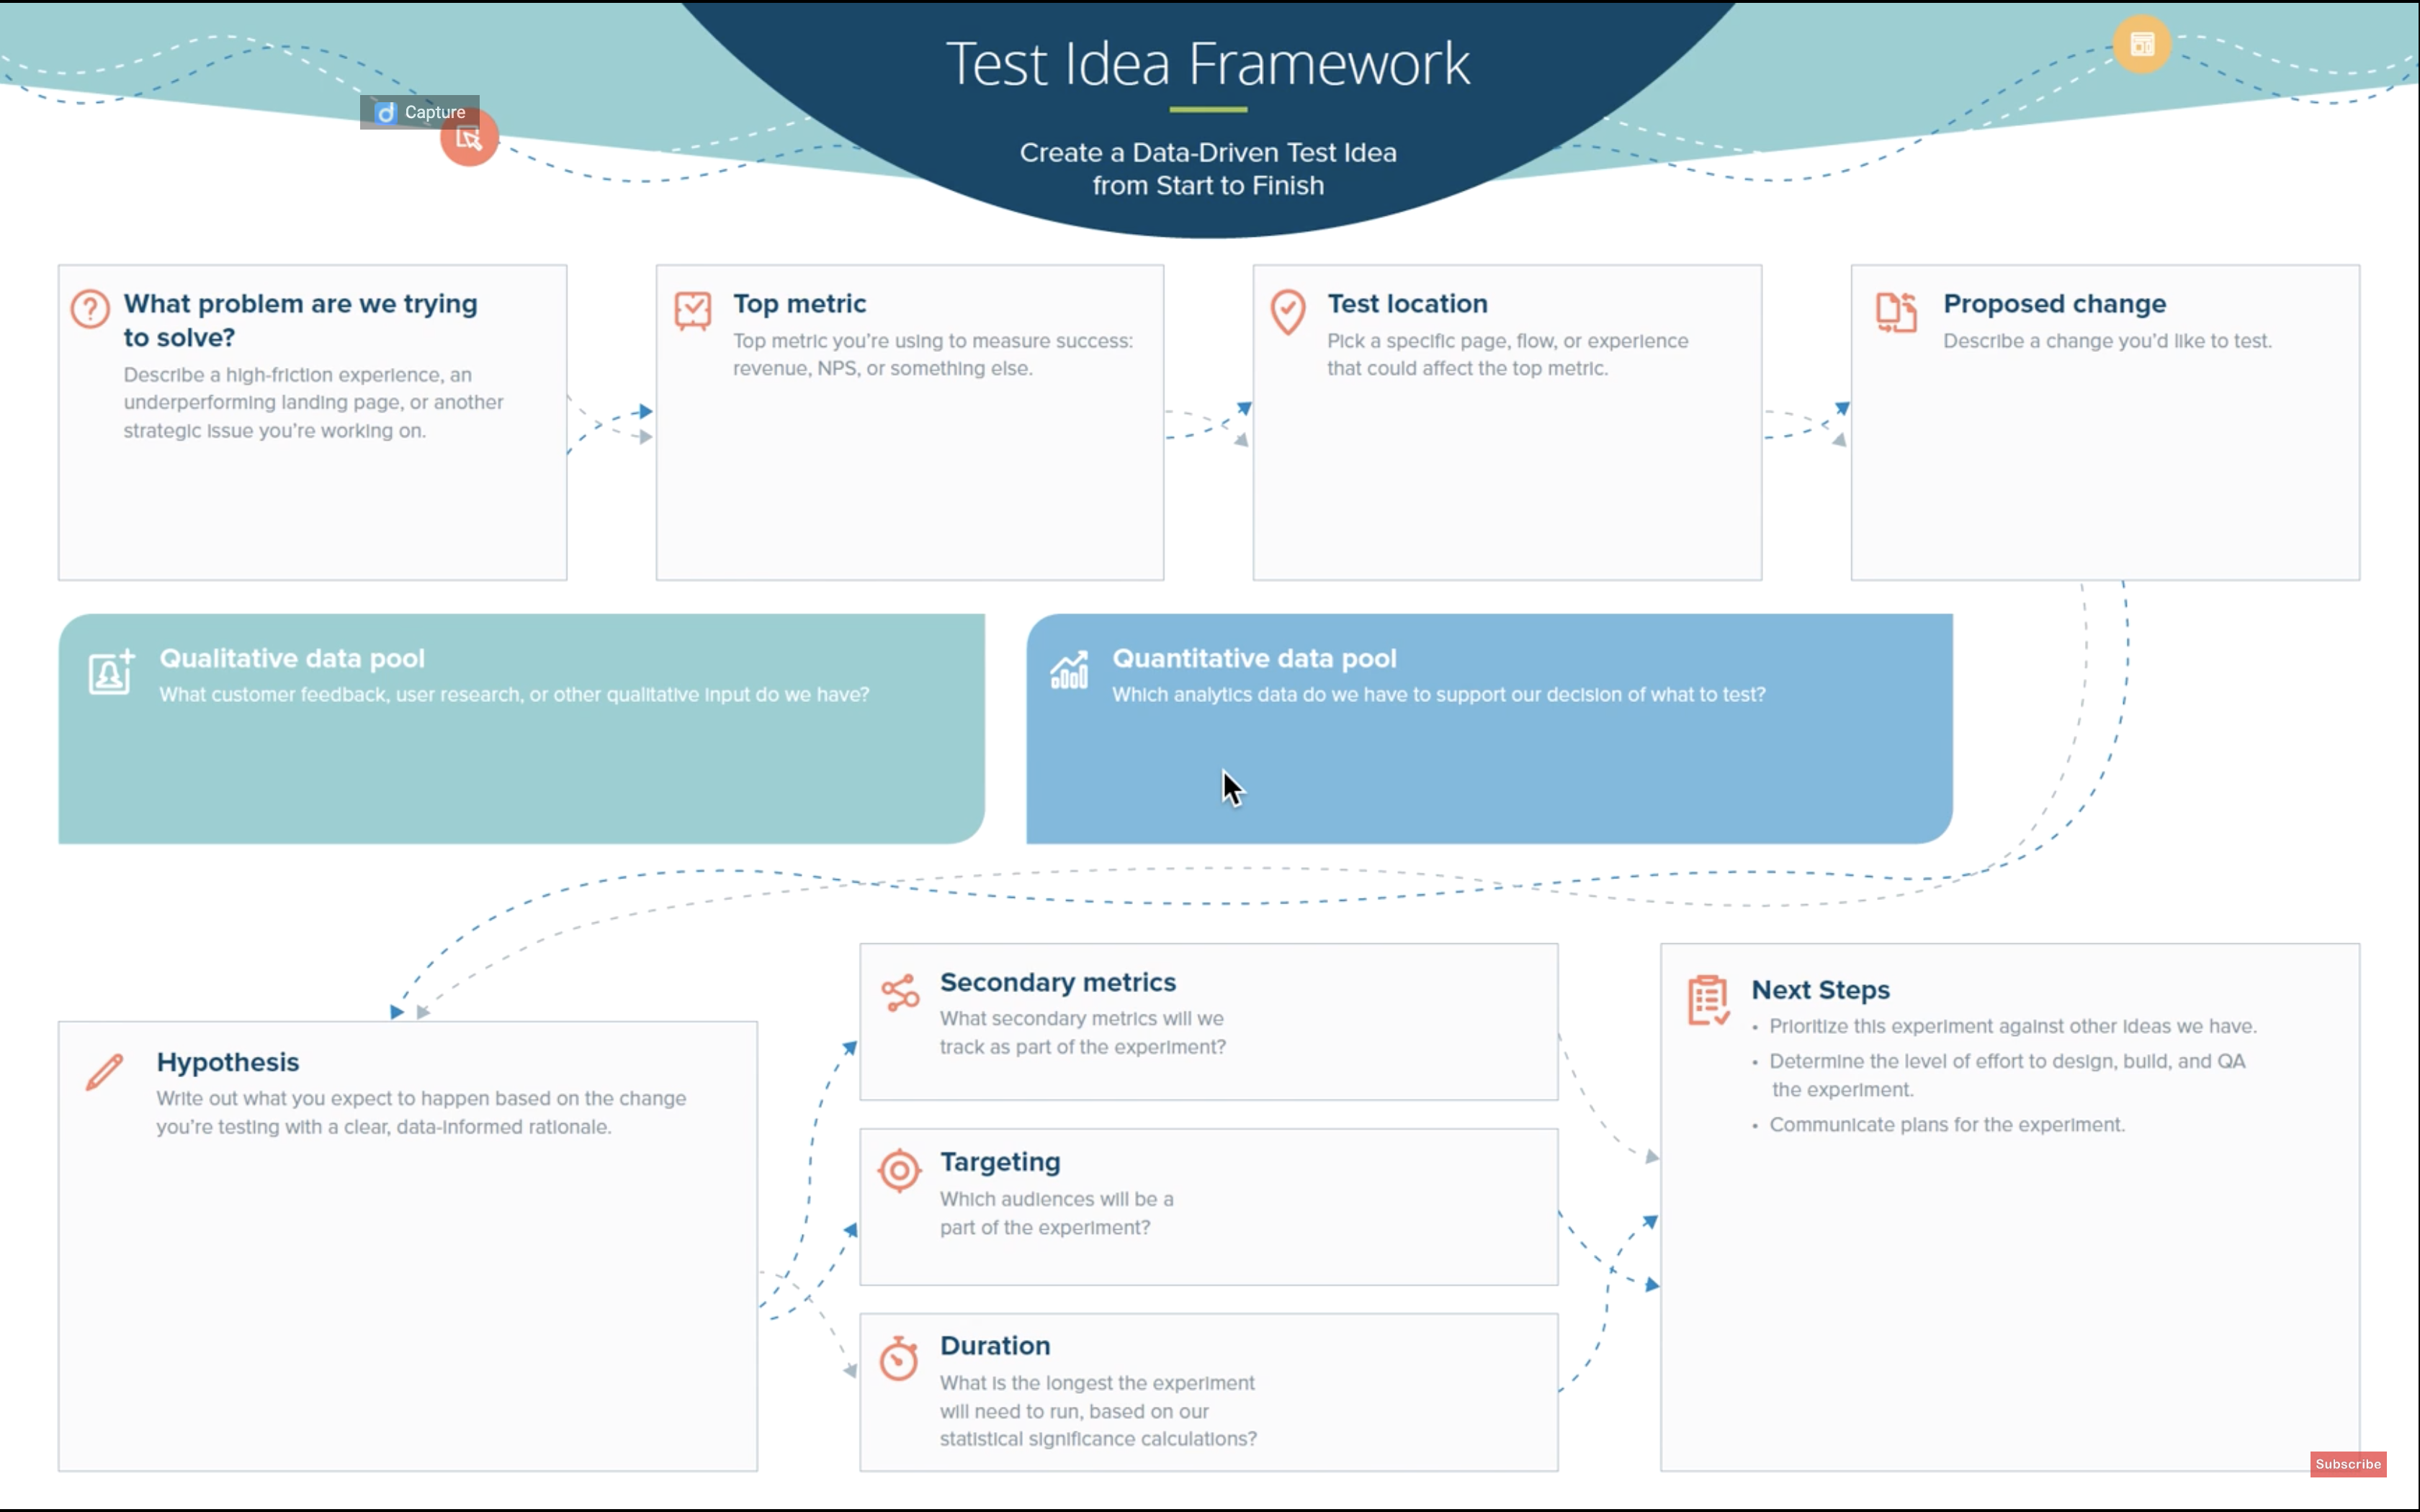 Test Idea Framework
Create a Data-Driven Test Idea
from Start to Finish
Capture
What problem are we trying
to solve?
Describe a high-friction experience, an
underperforming landing page, or another
strategic issue you're working on.
Top metric
Top metric you're using to measure success:
revenue, NPS, or something else.
Test location
Pick a specific page, flow, or experience
that could affect the top metric.
Proposed change
Describe a change you'd like to test.
Qualitative data pool
What customer feedback, user research, or other qualitative input do we have?
Quantitative data pool
Which analytics data do we have to support our decision of what to test?
Hypothesis
Write out what you expect to happen based on the change
you're testing with a clear, data-informed rationale.
Secondary metrics
What secondary metrics will we
track as part of the experiment?
Targeting
Which audiences will be a
part of the experiment?
Duration
What is the longest the experiment
will need to run, based on our
statistical significance calculations?
Next Steps
• Prioritize this experiment against other ideas we have.
• Determine the level of effort to design, build, and QA
the experiment.
• Communicate plans for the experiment.
Subscribe